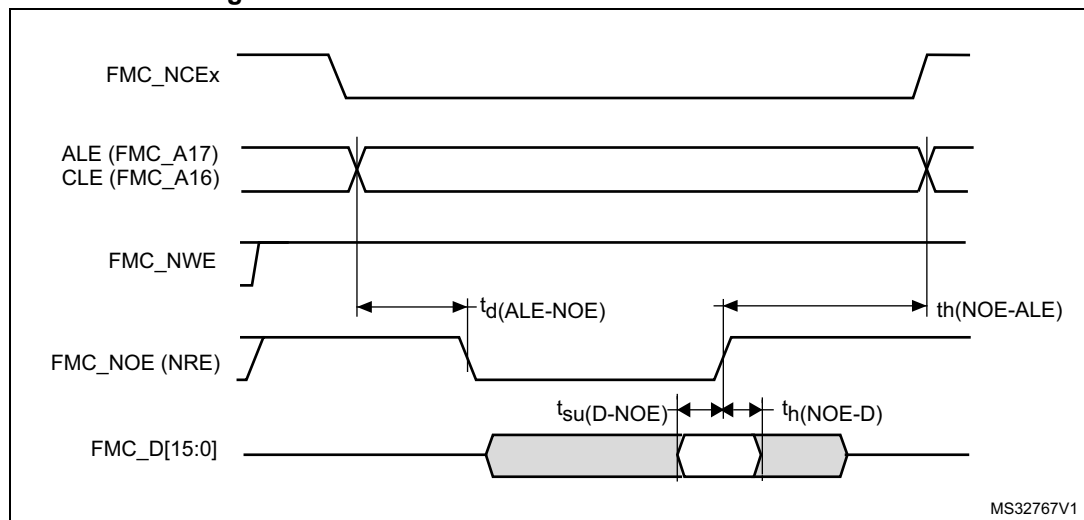 FMC_NCEx
ALE (FMC_A17)
CLE (FMC_A16)
FMC_NWE
td(ALE-NOE)
th(NOE-ALE)
FMC_NOE (NRE)
tsu(D-NOE)
th(NOE-D)
FMC_D[15:0]
MS32767V1